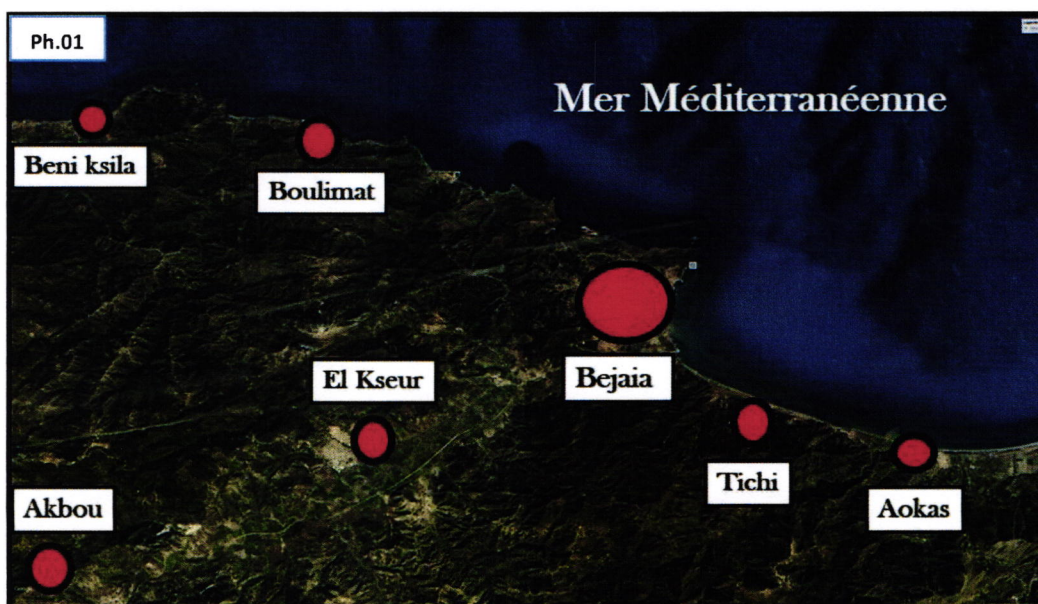 Ph.01
Mer Méditerranéenne
Beni ksila
Boulimat
El Kseur
Bejaia
Tichi
Aokas
Akbou